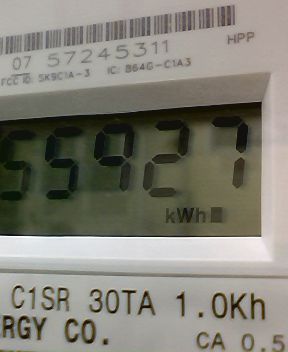 07 57245311
HPP
FCC ID: SK9C1A-3 IC: B64G-C1A3
55927
kWh
C1SR 30TA 1.0Kh
RGY CO.
CA 0.5